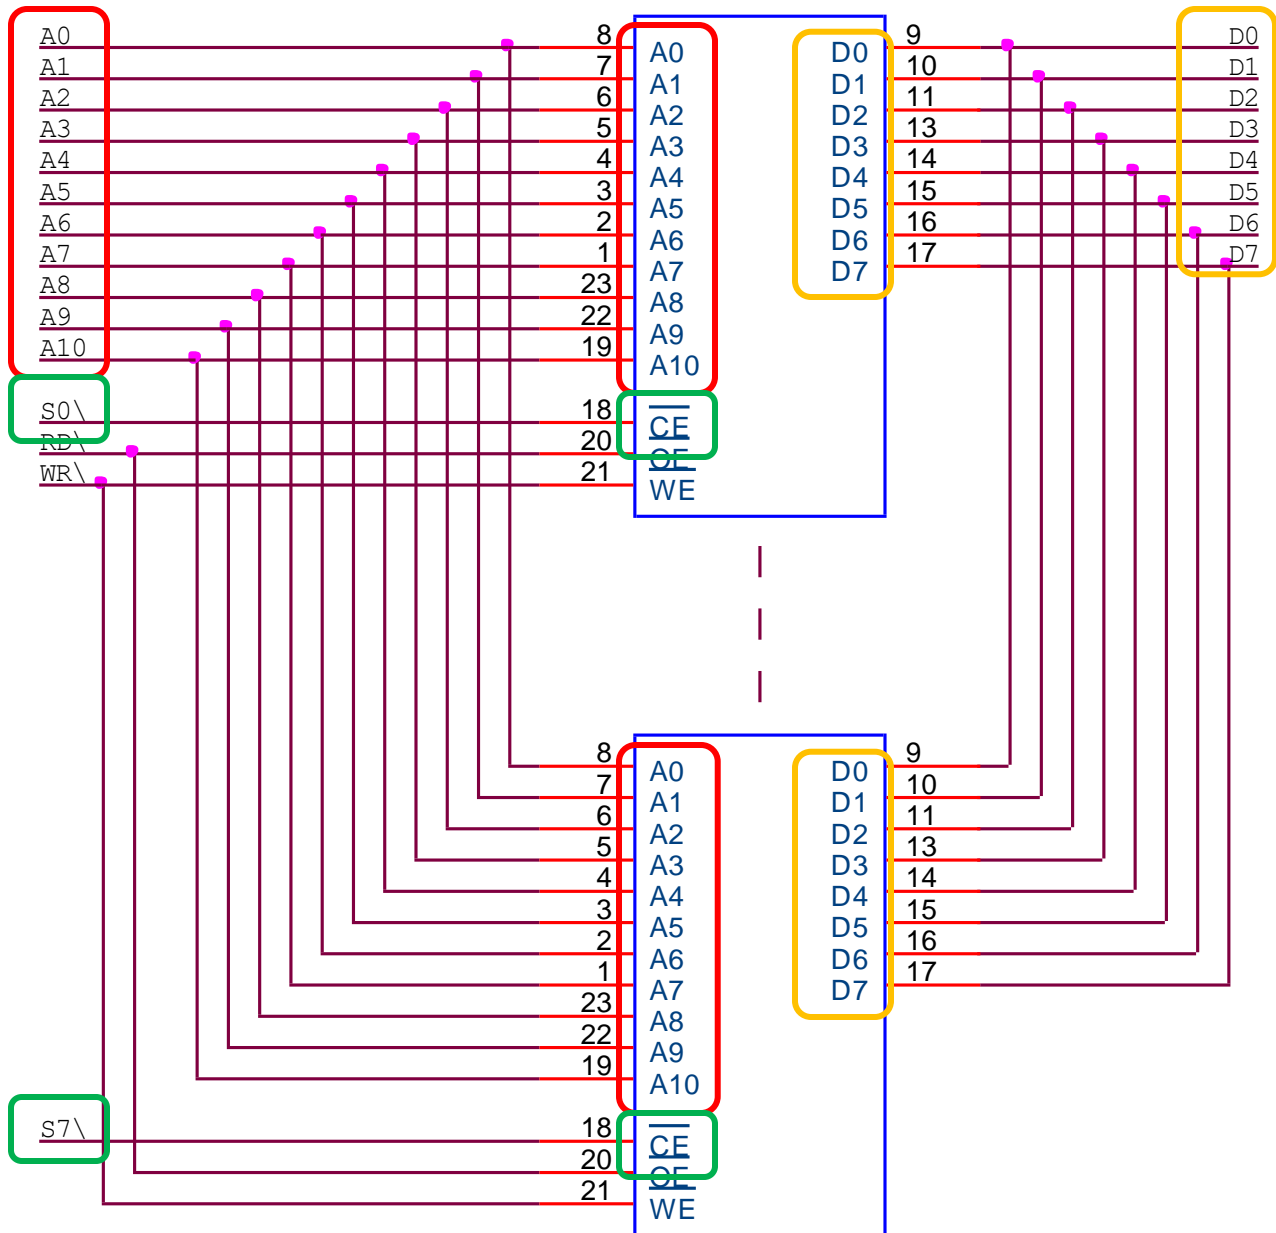 A0 8 A0 D0 9 D0
A1 7 A1 D1 10 D1
A2 6 A2 D2 11 D2
A3 5 A3 D3 13 D3
A4 4 A4 D4 14 D4
A5 3 A5 D5 15 D5
A6 2 A6 D6 16 D6
A7 1 A7 D7 17 D7
A8 23 A8
A9 22 A9
A10 19 A10
S0\ 18 CE
RD\ 20 OE
WR\ 21 WE
8 A0 D0 9
7 A1 D1 10
6 A2 D2 11
5 A3 D3 13
4 A4 D4 14
3 A5 D5 15
2 A6 D6 16
1 A7 D7 17
23 A8
22 A9
19 A10
S7\ 18 CE
20 OE
21 WE